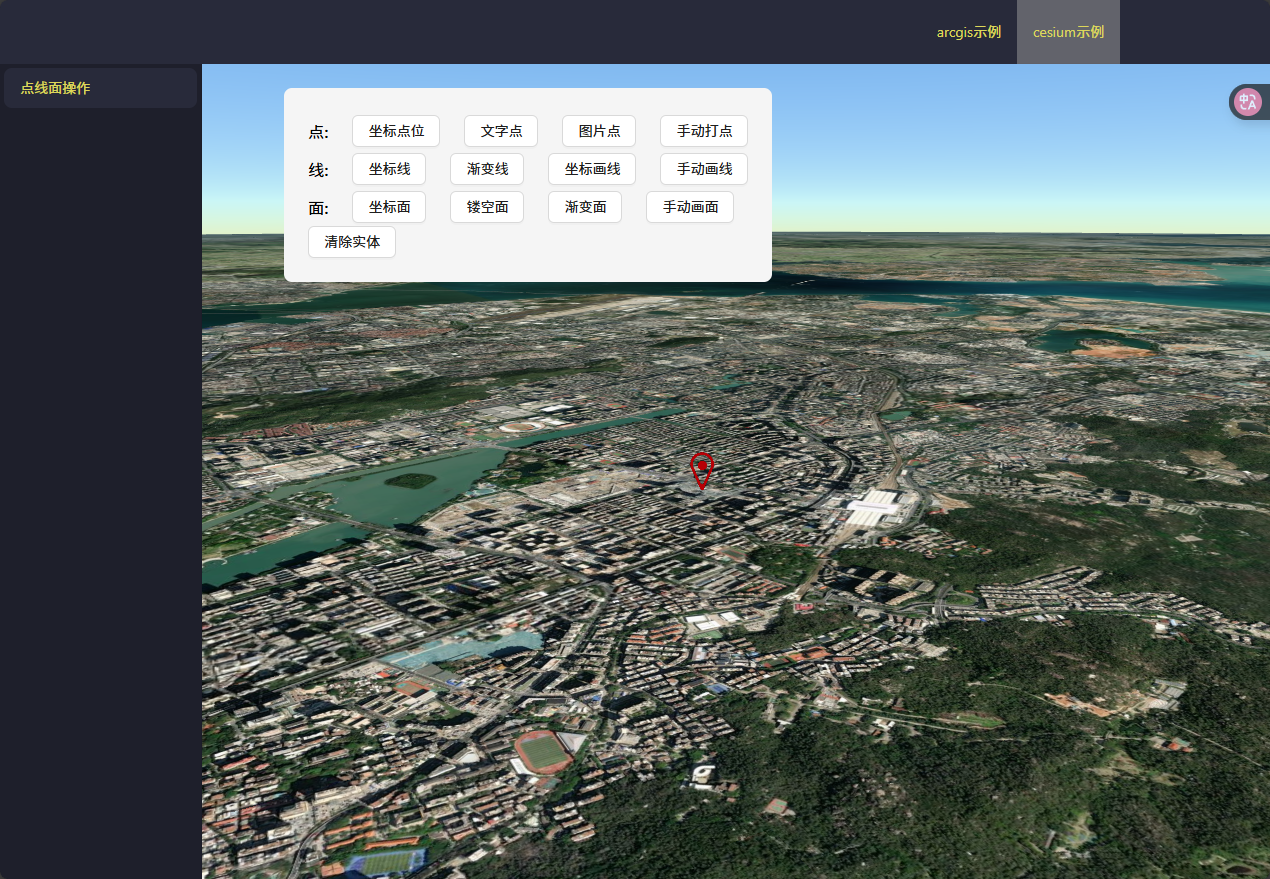 arcgis示例 cesium示例
点线面操作
点: 坐标点位 文字点 图片点 手动打点
线: 坐标线 渐变线 坐标画线 手动画线
面: 坐标面 镂空面 渐变面 手动画面
清除实体
中 A